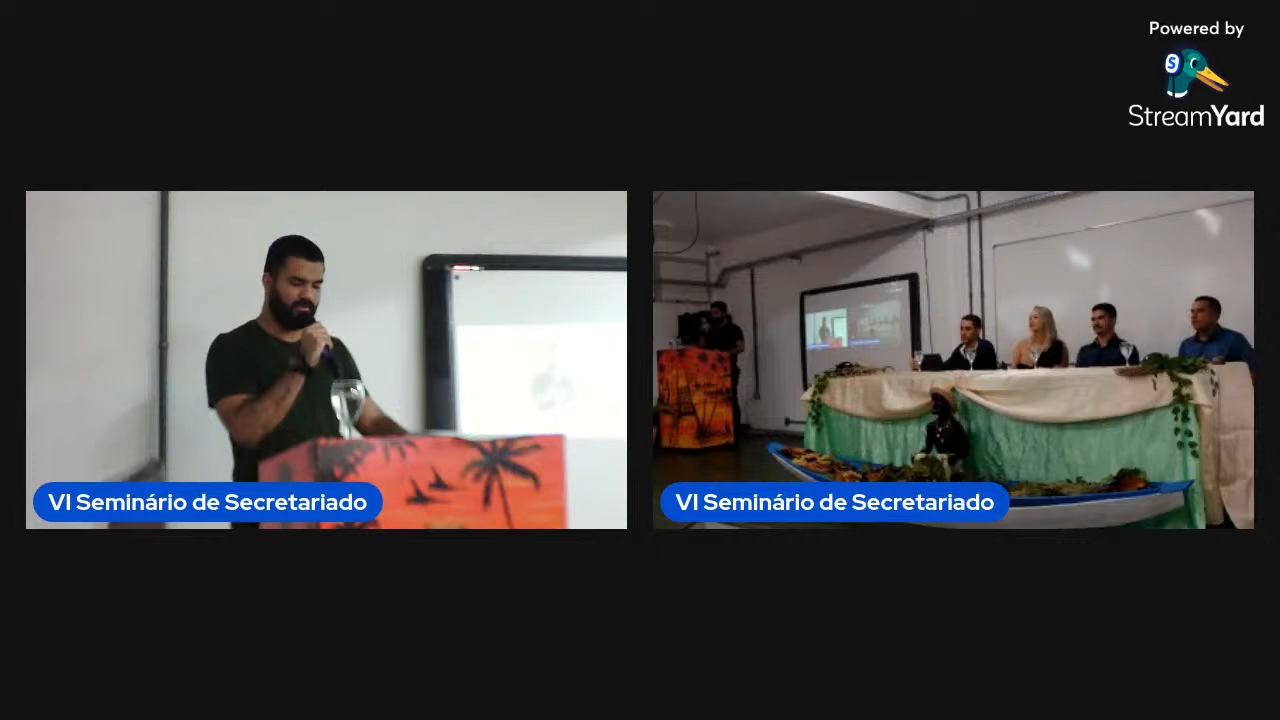 Powered by
S
StreamYard
VI Seminário de Secretariado
VI Seminário de Secretariado